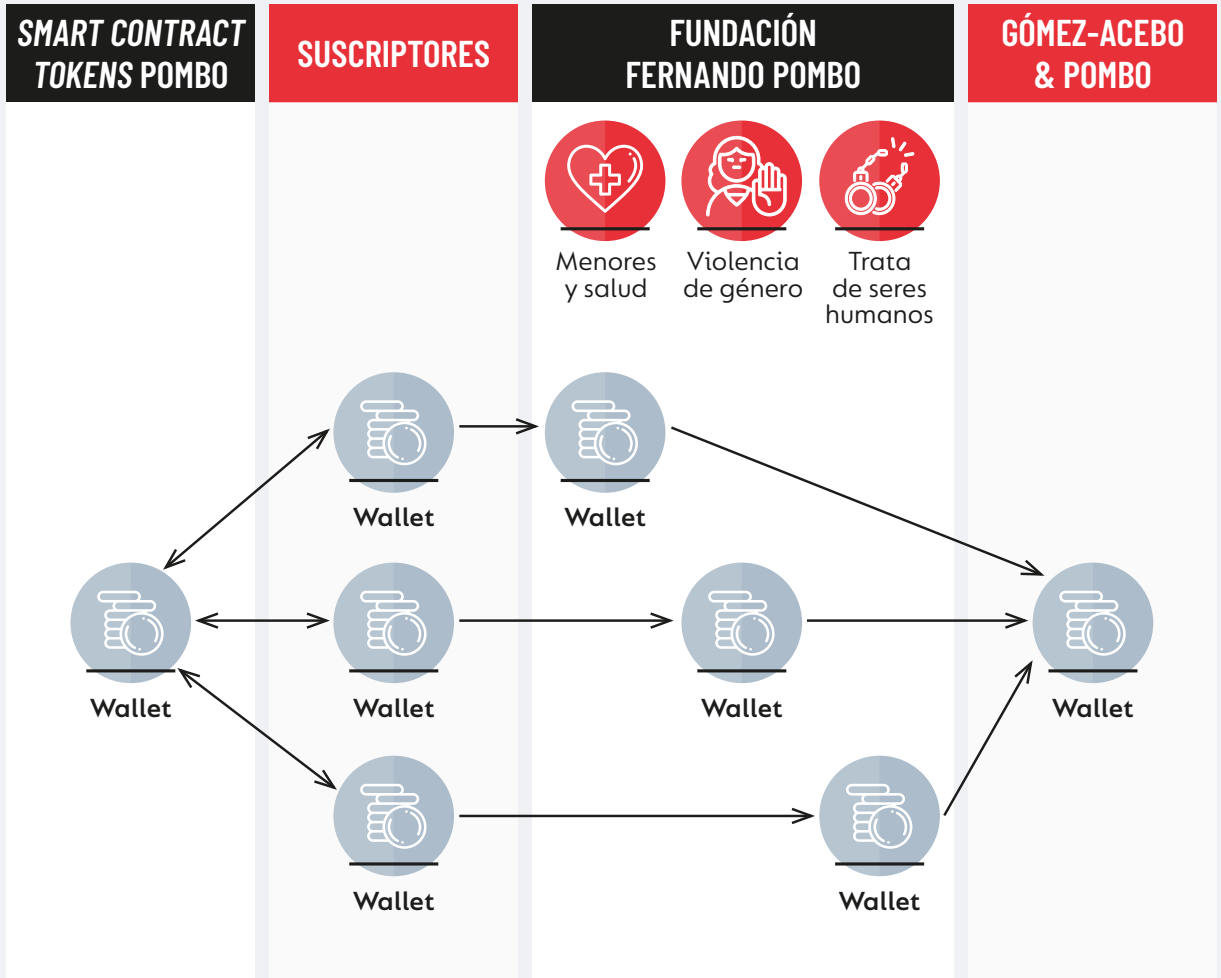 SMART CONTRACT
TOKENS POMBO
SUSCRIPTORES
FUNDACIÓN
FERNANDO POMBO
GÓMEZ-ACEBO
& POMBO
Menores
y salud
Violencia
de género
Trata
de seres
humanos
Wallet
Wallet
Wallet
Wallet
Wallet
Wallet
Wallet
Wallet